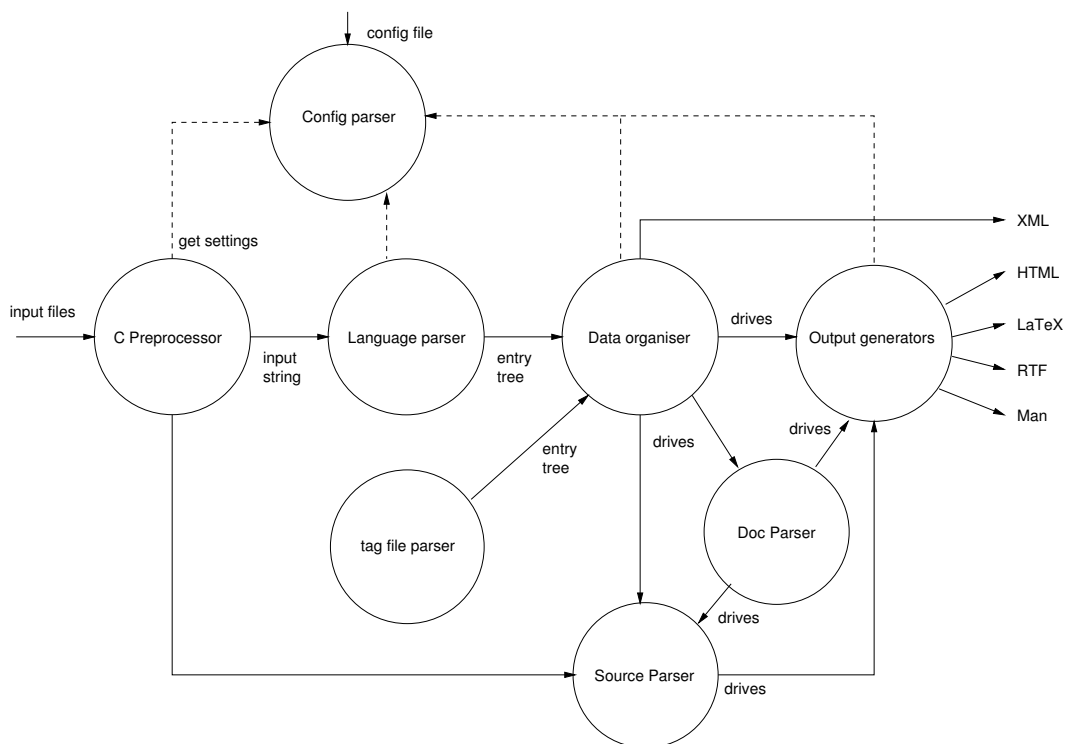 config file
Config parser
get settings
XML
HTML
input files
LaTeX
drives
C Preprocessor
Language parser
Data organiser
Output generators
input
string
entry
tree
RTF
Man
drives
drives
entry
tree
Doc Parser
tag file parser
drives
Source Parser
drives